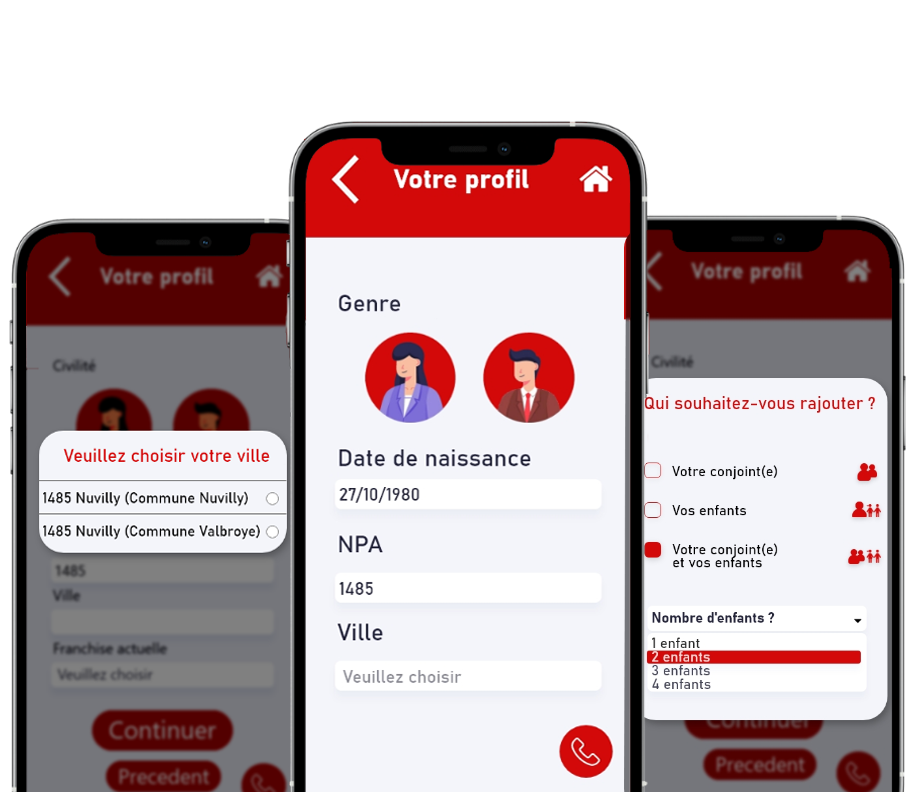 Votre profil
Civilité
Veuillez choisir votre ville
1485 Nuvilly (Commune Nuvilly)
1485 Nuvilly (Commune Valbroye)
1485
Ville
Franchise actuelle
Veuillez choisir
Continuer
Precedent
Votre profil
Genre
Date de naissance
27/10/1980
NPA
1485
Ville
Veuillez choisir
Votre profil
Civilité
Qui souhaitez-vous rajouter ?
Votre conjoint(e)
Vos enfants
Votre conjoint(e)
et vos enfants
Nombre d'enfants ?
1 enfant
2 enfants
3 enfants
4 enfants
Continuer
Precedent